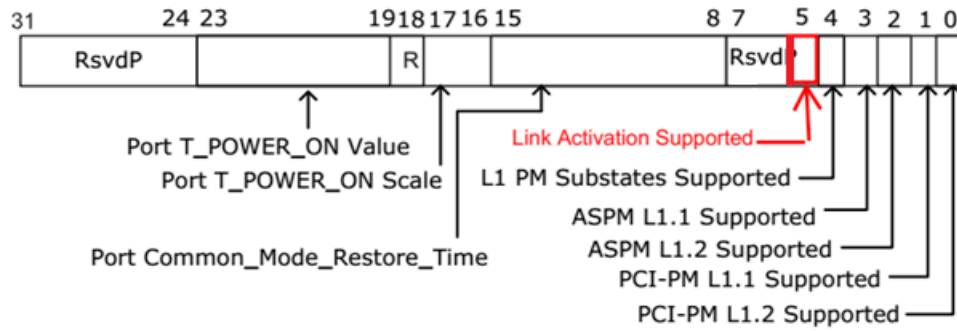 31 24 23 19 18 17 16 15 8 7 5 4 3 2 1 0
RsvdP R RsvdP
Port T_POWER_ON Value
Link Activation Supported
Port T_POWER_ON Scale
L1 PM Substates Supported
ASPM L1.1 Supported
ASPM L1.2 Supported
Port Common_Mode_Restore_Time
PCI-PM L1.1 Supported
PCI-PM L1.2 Supported